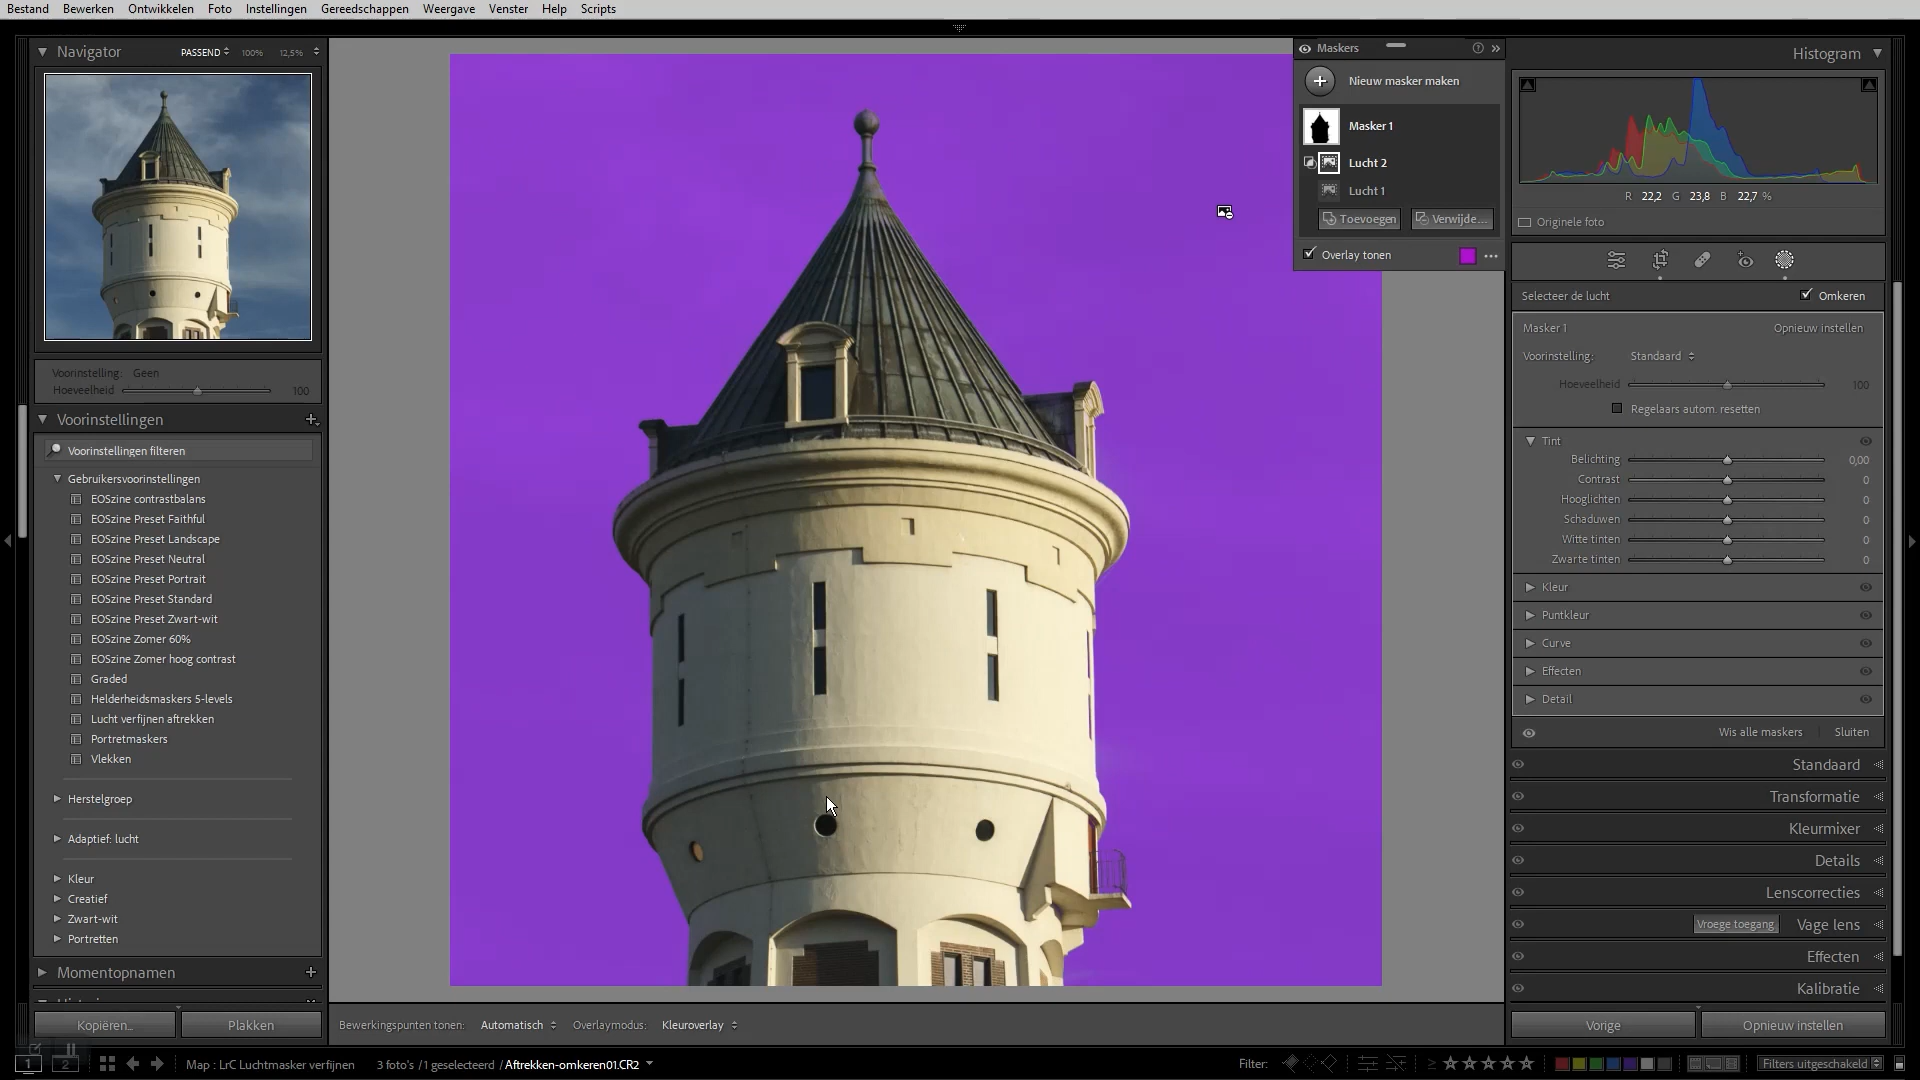 Bestand Bewerken Ontwikkelen Foto Instellingen Gereedschappen Weergave Venster Help Scripts
Navigator PASSEND 100% 12,5%
Voorinstelling: Geen
Hoeveelheid 100
Voorinstellingen
Voorinstellingen filteren
Gebruikersvoorinstellingen
EOSzine contrastbalans
EOSzine Preset Faithful
EOSzine Preset Landscape
EOSzine Preset Neutral
EOSzine Preset Portrait
EOSzine Preset Standard
EOSzine Preset Zwart-wit
EOSzine Zomer 60%
EOSzine Zomer hoog contrast
Graded
Helderheidsmaskers 5-levels
Lucht verfijnen aftrekken
Portretmaskers
Vlekken
Herstelgroep
Adaptief: lucht
Kleur
Creatief
Zwart-wit
Portretten
Momentopnamen
Kopiëren... Plakken
Maskers
Nieuw masker maken
Masker 1
Lucht 2
Lucht 1
Toevoegen Verwijde...
Overlay tonen
Histogram
R 22,2 G 23,8 B 22,7 %
Originele foto
Selecteer de lucht Omkeren
Masker 1 Opnieuw instellen
Voorinstelling: Standaard
Hoeveelheid 100
Regelaars autom. resetten
Tint
Belichting 0,00
Contrast 0
Hooglichten 0
Schaduwen 0
Witte tinten 0
Zwarte tinten 0
Kleur
Puntkleur
Curve
Effecten
Detail
Wis alle maskers Sluiten
Standaard
Transformatie
Kleurmixer
Details
Lenscorrecties
Vroege toegang Vage lens
Effecten
Kalibratie
Vorige Opnieuw instellen
Bewerkingspunten tonen: Automatisch Overlaymodus: Kleuroverlay
1 2 Map : LrC Luchtmasker verfijnen 3 foto's /1 geselecteerd /Aftrekken-omkeren01.CR2 Filter: ≥ Filters uitgeschakeld